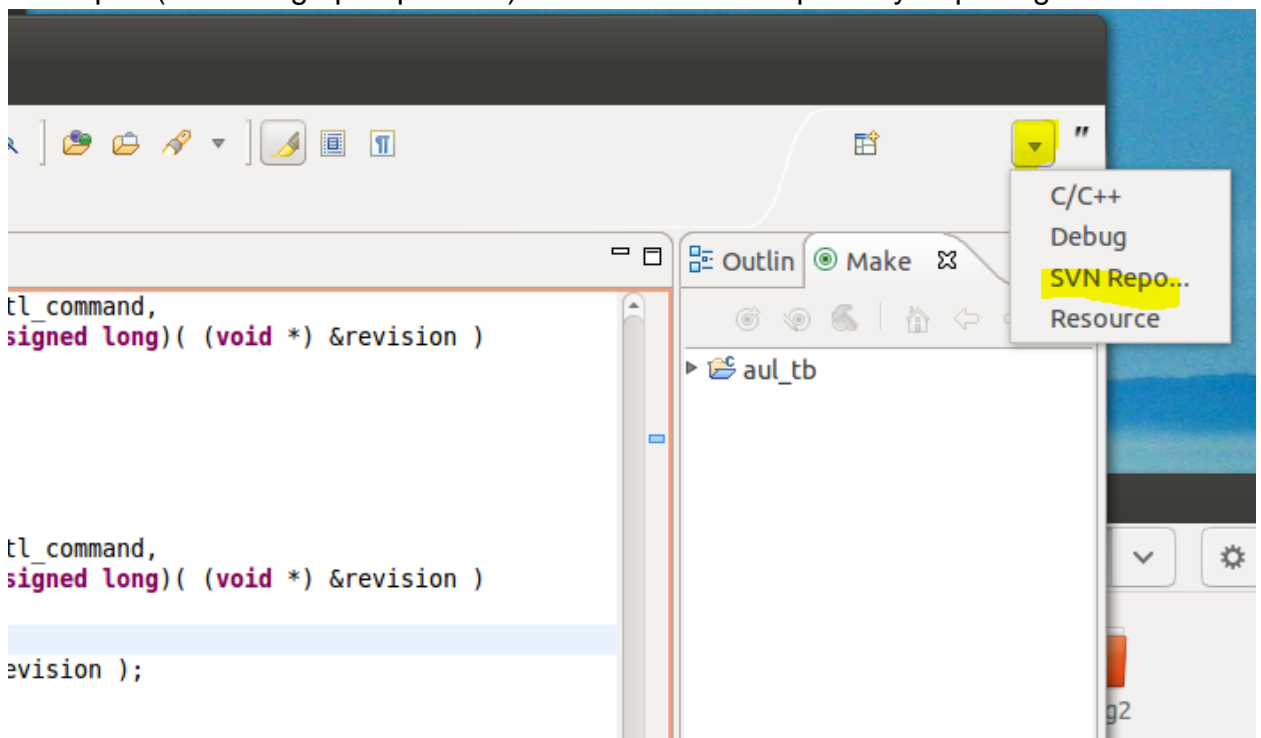 "
C/C++
Debug
SVN Repo...
Resource
Outlin
Make
tl_command,
signed long)( (void *) &revision )
aul_tb
tl_command,
signed long)( (void *) &revision )
evision );
g2